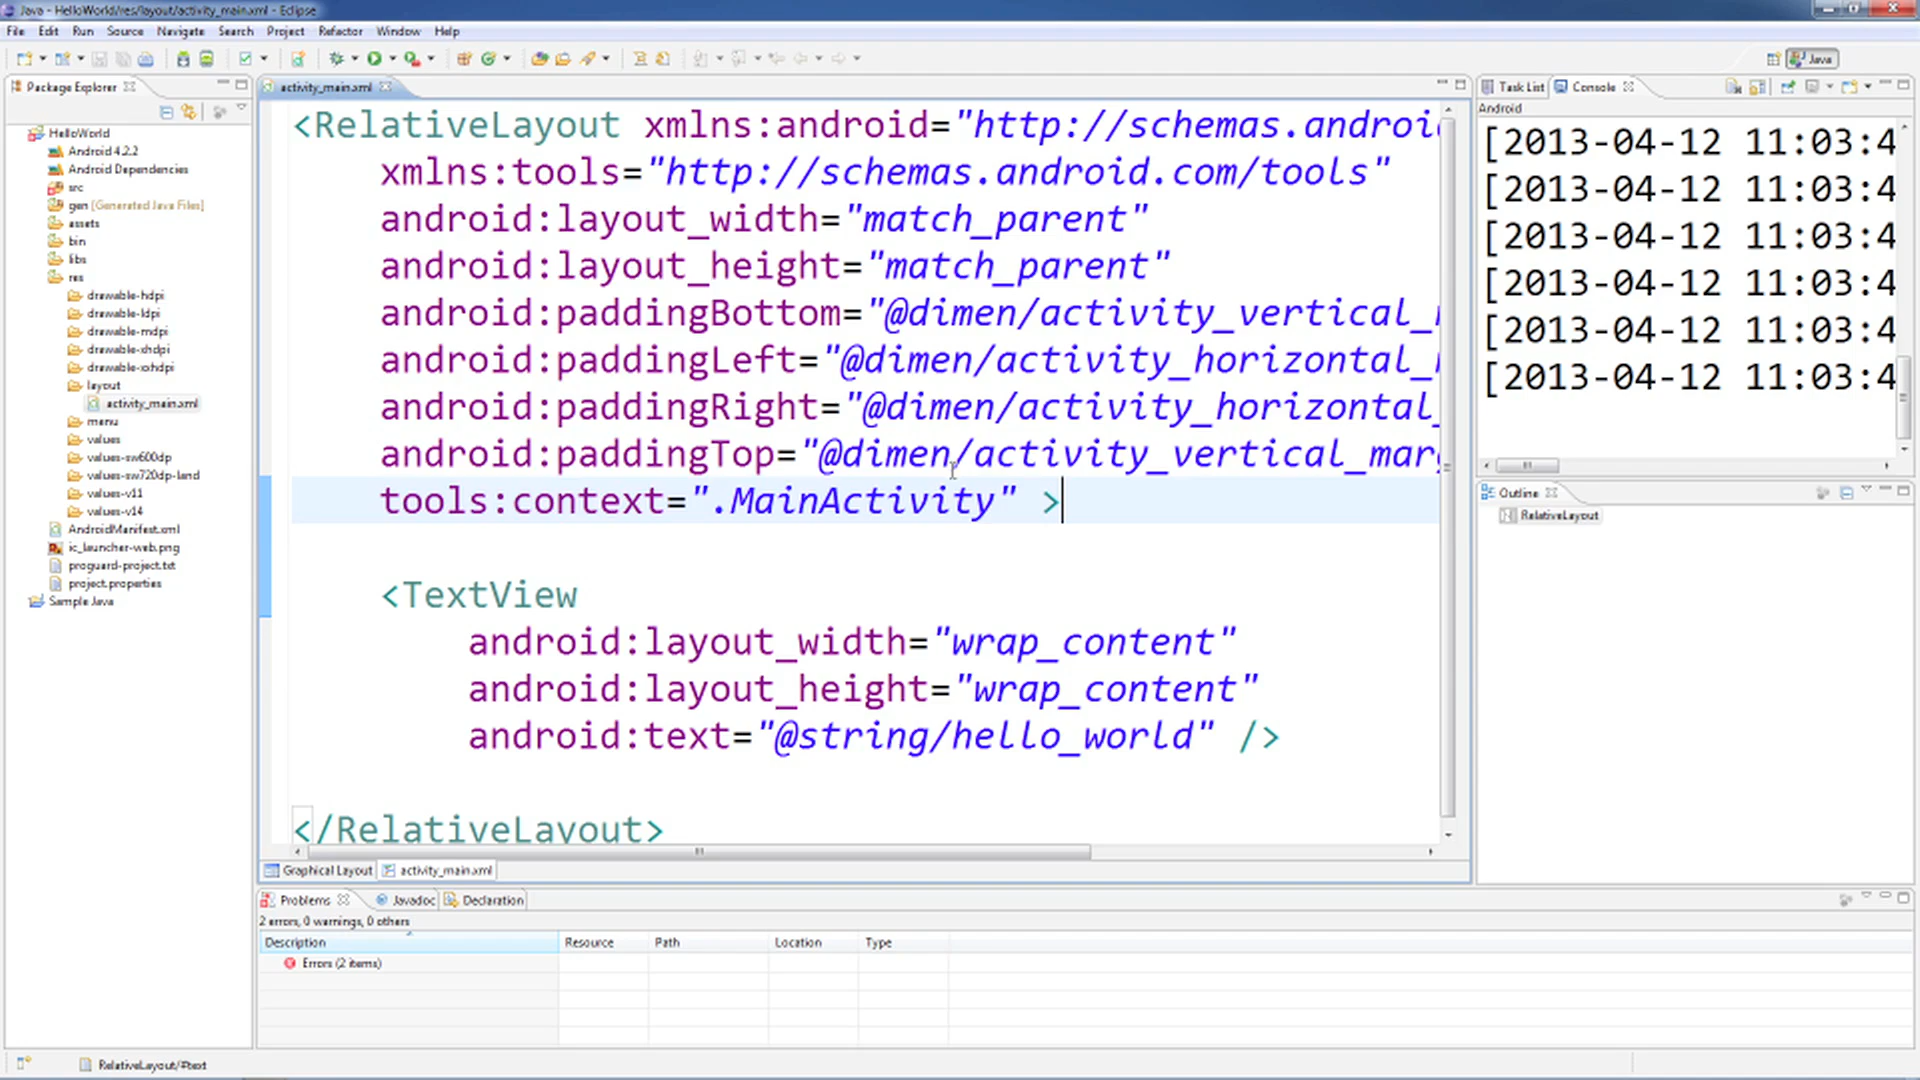 Java - HelloWorld/res/layout/activity_main.xml - Eclipse
File Edit Run Source Navigate Search Project Refactor Window Help
Java
Package Explorer
HelloWorld
Android 4.2.2
Android Dependencies
src
gen [Generated Java Files]
assets
bin
libs
res
drawable-hdpi
drawable-ldpi
drawable-mdpi
drawable-xhdpi
drawable-xxhdpi
layout
activity_main.xml
menu
values
values-sw600dp
values-sw720dp-land
values-v11
values-v14
AndroidManifest.xml
ic_launcher-web.png
proguard-project.txt
project.properties
Sample Java
activity_main.xml
<RelativeLayout xmlns:android="http://schemas.androi
xmlns:tools="http://schemas.android.com/tools"
android:layout_width="match_parent"
android:layout_height="match_parent"
android:paddingBottom="@dimen/activity_vertical_
android:paddingLeft="@dimen/activity_horizontal_
android:paddingRight="@dimen/activity_horizontal_
android:paddingTop="@dimen/activity_vertical_mar
tools:context=".MainActivity" >
<TextView
android:layout_width="wrap_content"
android:layout_height="wrap_content"
android:text="@string/hello_world" />
</RelativeLayout>
Graphical Layout activity_main.xml
Task List Console
Android
[2013-04-12 11:03:4
[2013-04-12 11:03:4
[2013-04-12 11:03:4
[2013-04-12 11:03:4
[2013-04-12 11:03:4
[2013-04-12 11:03:4
Outline
RelativeLayout
Problems Javadoc Declaration
2 errors, 0 warnings, 0 others
Description Resource Path Location Type
Errors (2 items)
RelativeLayout/#text